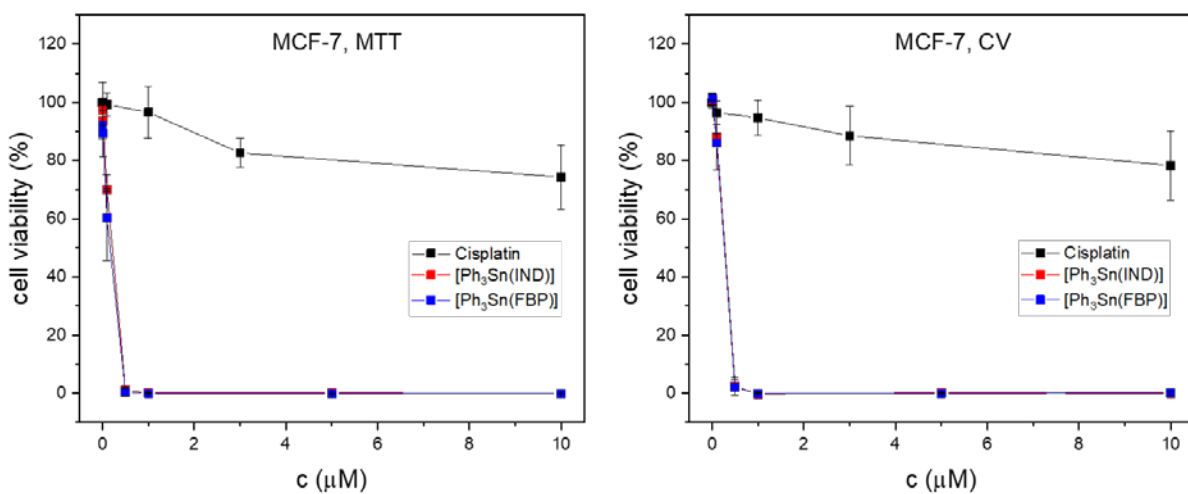 MCF-7, MTT
120
100
80
60
40
20
0
cell viability (%)
Cisplatin
[Ph₃Sn(IND)]
[Ph₃Sn(FBP)]
0 2 4 6 8 10
c (μM)
MCF-7, CV
120
100
80
60
40
20
0
cell viability (%)
Cisplatin
[Ph₃Sn(IND)]
[Ph₃Sn(FBP)]
0 2 4 6 8 10
c (μM)